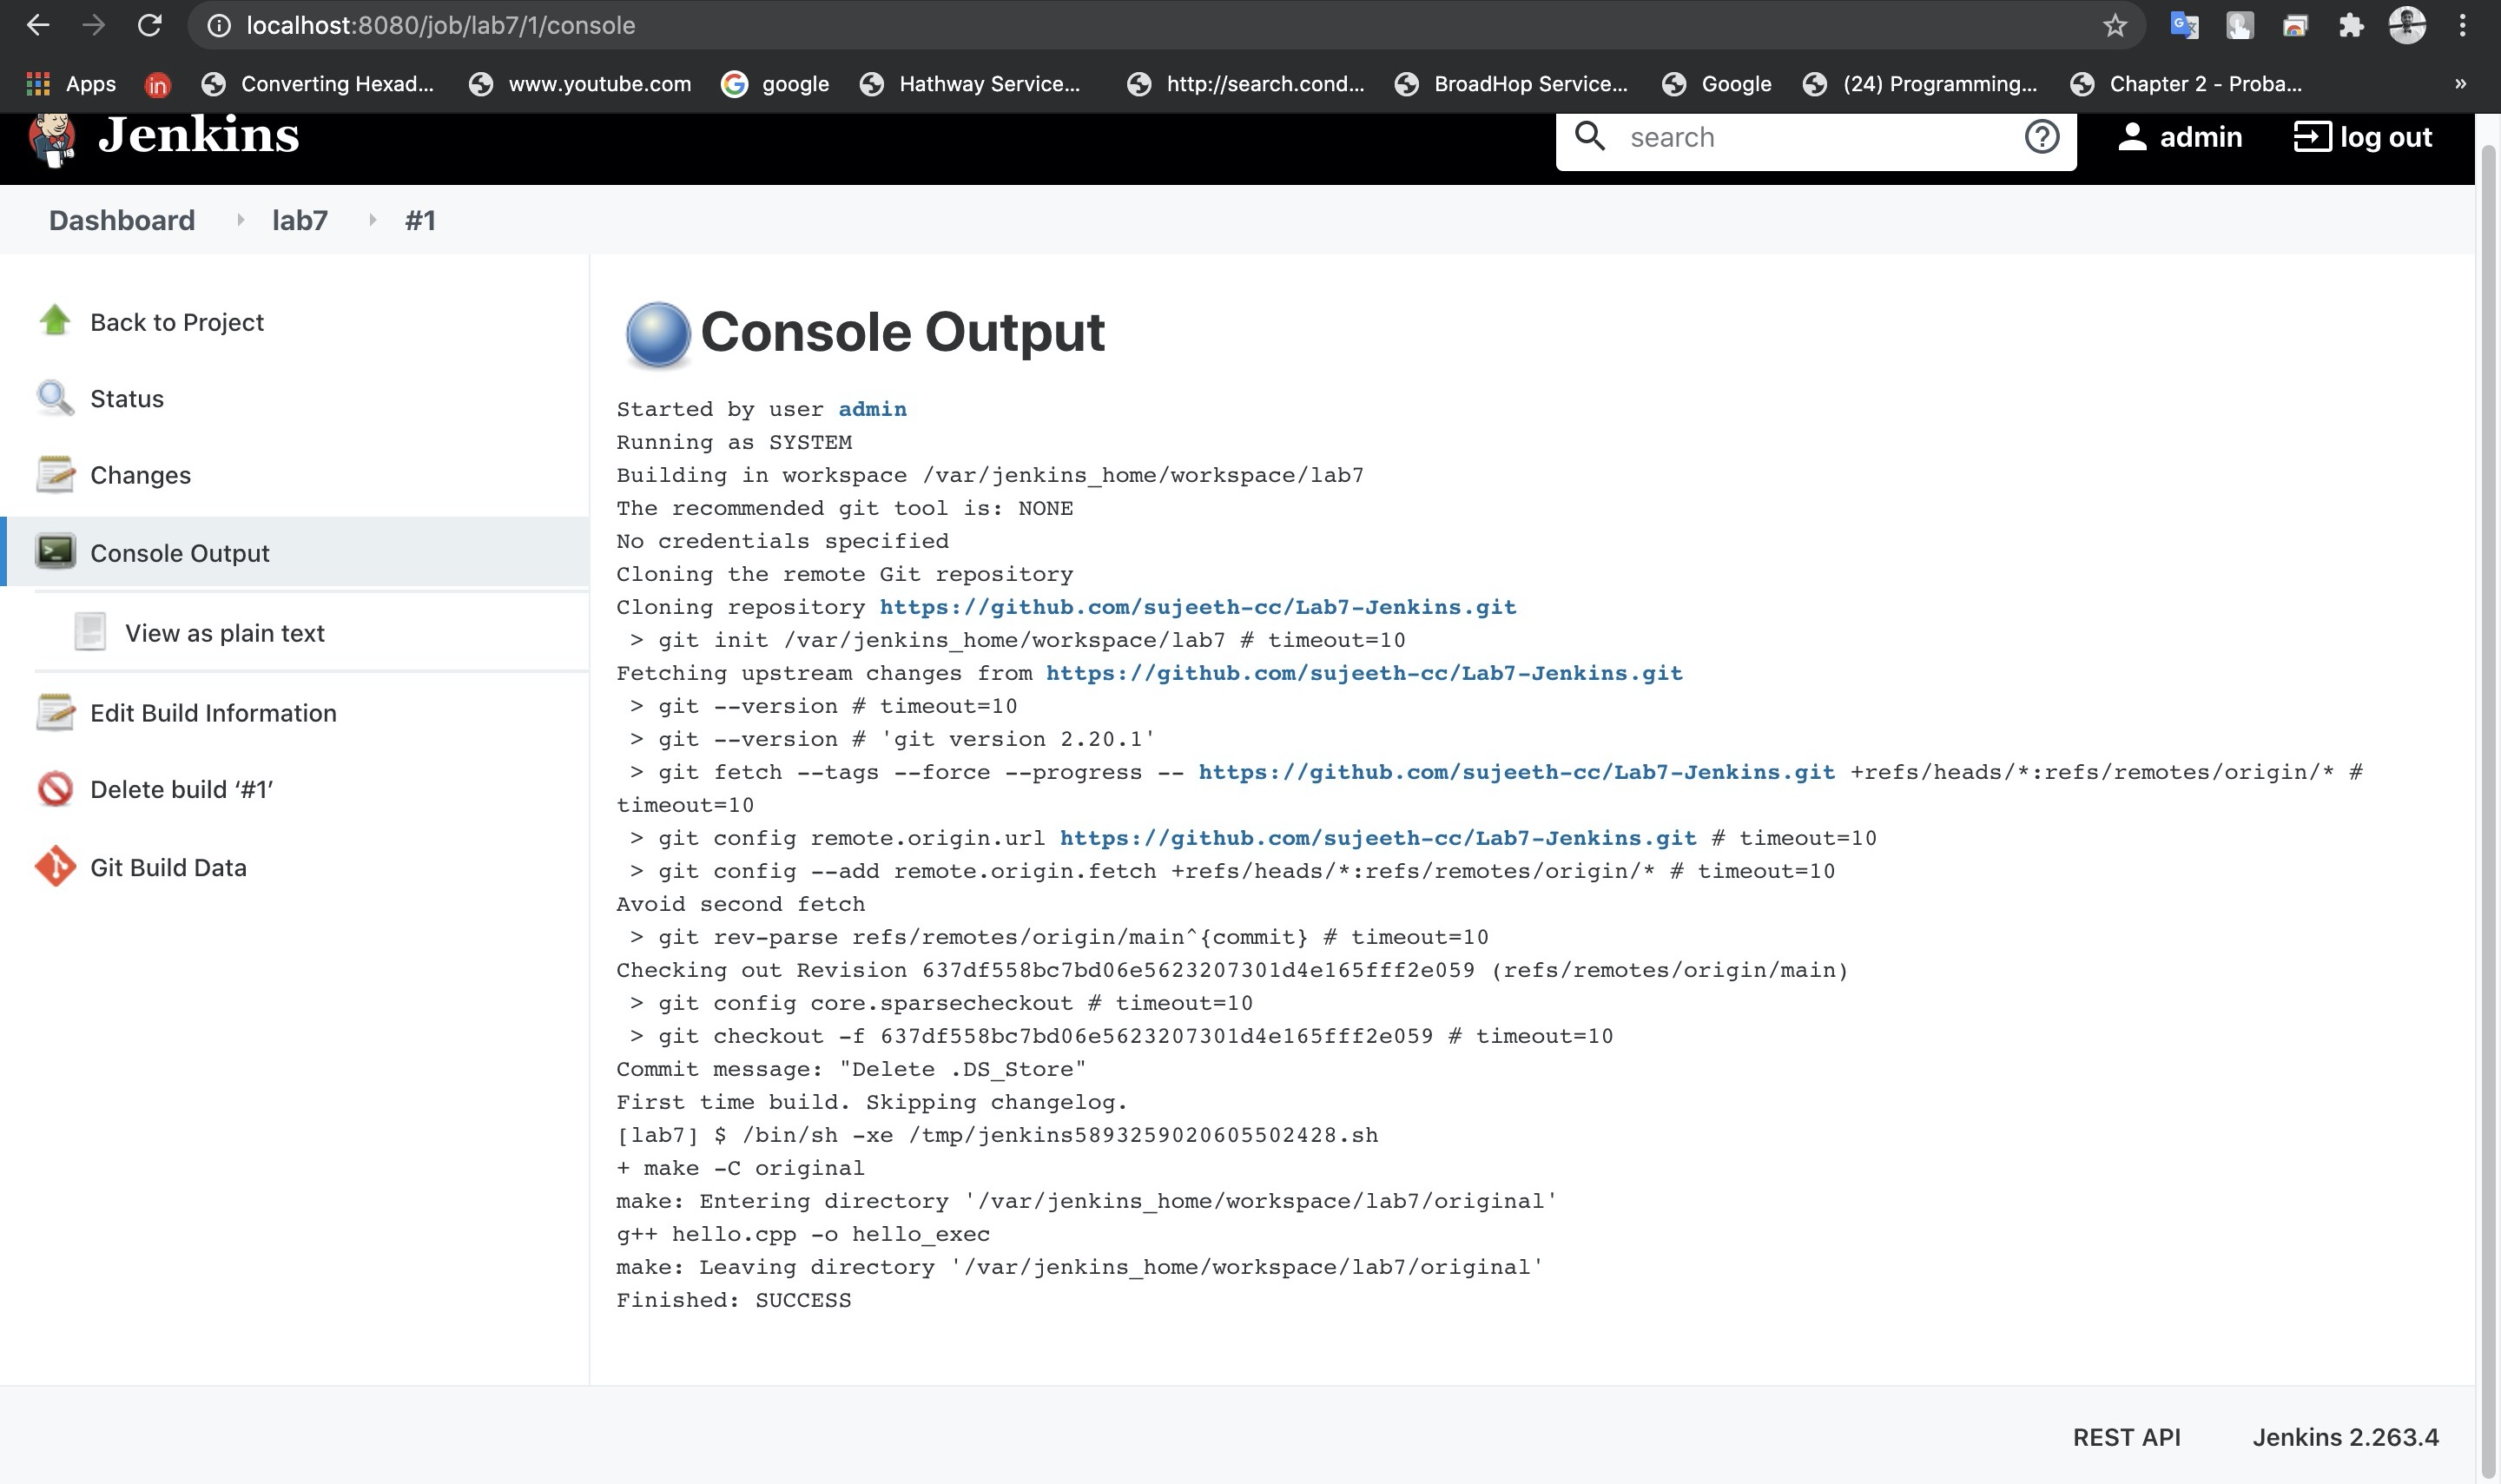 localhost:8080/job/lab7/1/console
Apps in Converting Hexad... www.youtube.com google Hathway Service... http://search.cond... BroadHop Service... Google (24) Programming... Chapter 2 - Proba... »
Jenkins search admin log out
Dashboard lab7 #1
Back to Project
Status
Changes
Console Output
View as plain text
Edit Build Information
Delete build ‘#1’
Git Build Data
Console Output
Started by user admin
Running as SYSTEM
Building in workspace /var/jenkins_home/workspace/lab7
The recommended git tool is: NONE
No credentials specified
Cloning the remote Git repository
Cloning repository https://github.com/sujeeth-cc/Lab7-Jenkins.git
> git init /var/jenkins_home/workspace/lab7 # timeout=10
Fetching upstream changes from https://github.com/sujeeth-cc/Lab7-Jenkins.git
> git --version # timeout=10
> git --version # 'git version 2.20.1'
> git fetch --tags --force --progress -- https://github.com/sujeeth-cc/Lab7-Jenkins.git +refs/heads/*:refs/remotes/origin/* #
timeout=10
> git config remote.origin.url https://github.com/sujeeth-cc/Lab7-Jenkins.git # timeout=10
> git config --add remote.origin.fetch +refs/heads/*:refs/remotes/origin/* # timeout=10
Avoid second fetch
> git rev-parse refs/remotes/origin/main^{commit} # timeout=10
Checking out Revision 637df558bc7bd06e5623207301d4e165fff2e059 (refs/remotes/origin/main)
> git config core.sparsecheckout # timeout=10
> git checkout -f 637df558bc7bd06e5623207301d4e165fff2e059 # timeout=10
Commit message: "Delete .DS_Store"
First time build. Skipping changelog.
[lab7] $ /bin/sh -xe /tmp/jenkins5893259020605502428.sh
+ make -C original
make: Entering directory '/var/jenkins_home/workspace/lab7/original'
g++ hello.cpp -o hello_exec
make: Leaving directory '/var/jenkins_home/workspace/lab7/original'
Finished: SUCCESS
REST API Jenkins 2.263.4